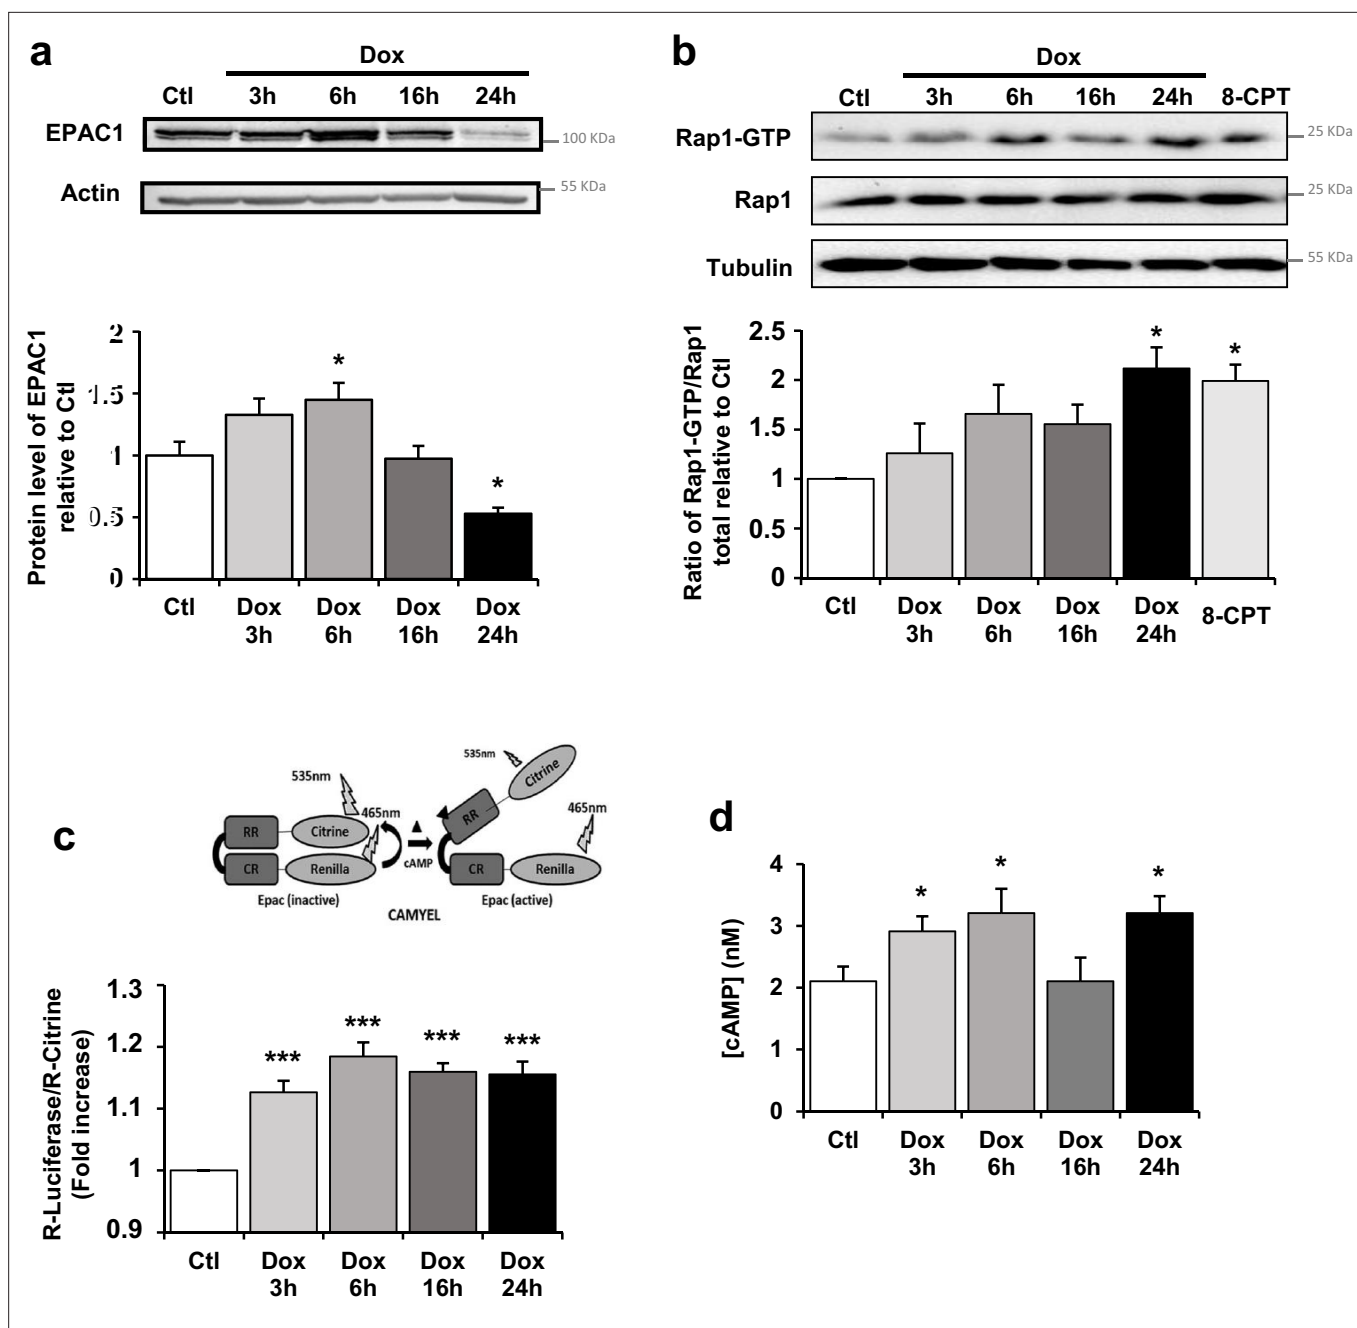 a
Dox
Ctl 3h 6h 16h 24h
EPAC1
100 KDa
Actin
55 KDa
Protein level of EPAC1
relative to Ctl
2
1.5
1
0.5
0
*
*
Ctl Dox Dox Dox Dox
3h 6h 16h 24h
b
Dox
Ctl 3h 6h 16h 24h 8-CPT
Rap1-GTP
25 KDa
Rap1
25 KDa
Tubulin
55 KDa
Ratio of Rap1-GTP/Rap1
total relative to Ctl
2.5
2
1.5
1
0.5
0
*
*
Ctl Dox Dox Dox Dox 8-CPT
3h 6h 16h 24h
c
535nm
465nm
RR
Citrine
CR
Renilla
Epac (inactive)
cAMP
CAMYEL
535nm
Citrine
465nm
RR
CR
Renilla
Epac (active)
R-Luciferase/R-Citrine
(Fold increase)
1.3
1.2
1.1
1
0.9
***
***
***
***
Ctl Dox Dox Dox Dox
3h 6h 16h 24h
d
[cAMP] (nM)
4
3
2
1
0
*
*
*
Ctl Dox Dox Dox Dox
3h 6h 16h 24h